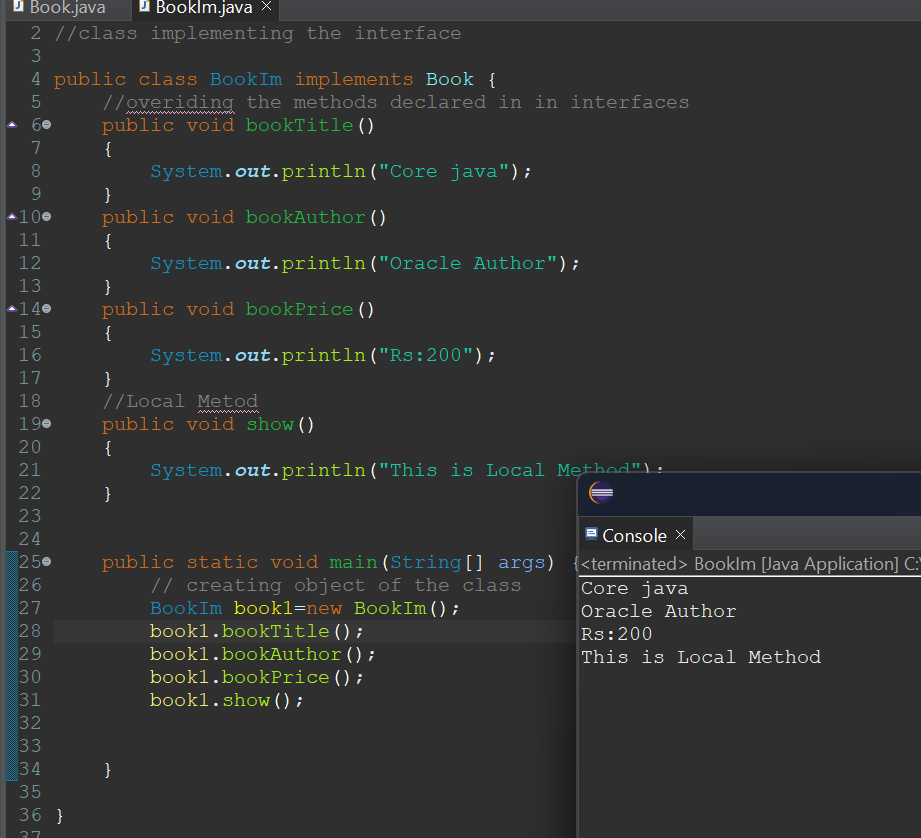 Book.java BookIm.java
2 //class implementing the interface
3
4 public class BookIm implements Book {
5 //overiding the methods declared in in interfaces
6 public void bookTitle()
7 {
8 System.out.println("Core java");
9 }
10 public void bookAuthor()
11 {
12 System.out.println("Oracle Author");
13 }
14 public void bookPrice()
15 {
16 System.out.println("Rs:200");
17 }
18 //Local Metod
19 public void show()
20 {
21 System.out.println("This is Local Method");
22 }
23
24
25 public static void main(String[] args) {
26 // creating object of the class
27 BookIm book1=new BookIm();
28 book1.bookTitle();
29 book1.bookAuthor();
30 book1.bookPrice();
31 book1.show();
32
33
34 }
35
36 }
37
Console
<terminated> BookIm [Java Application] C:\
Core java
Oracle Author
Rs:200
This is Local Method